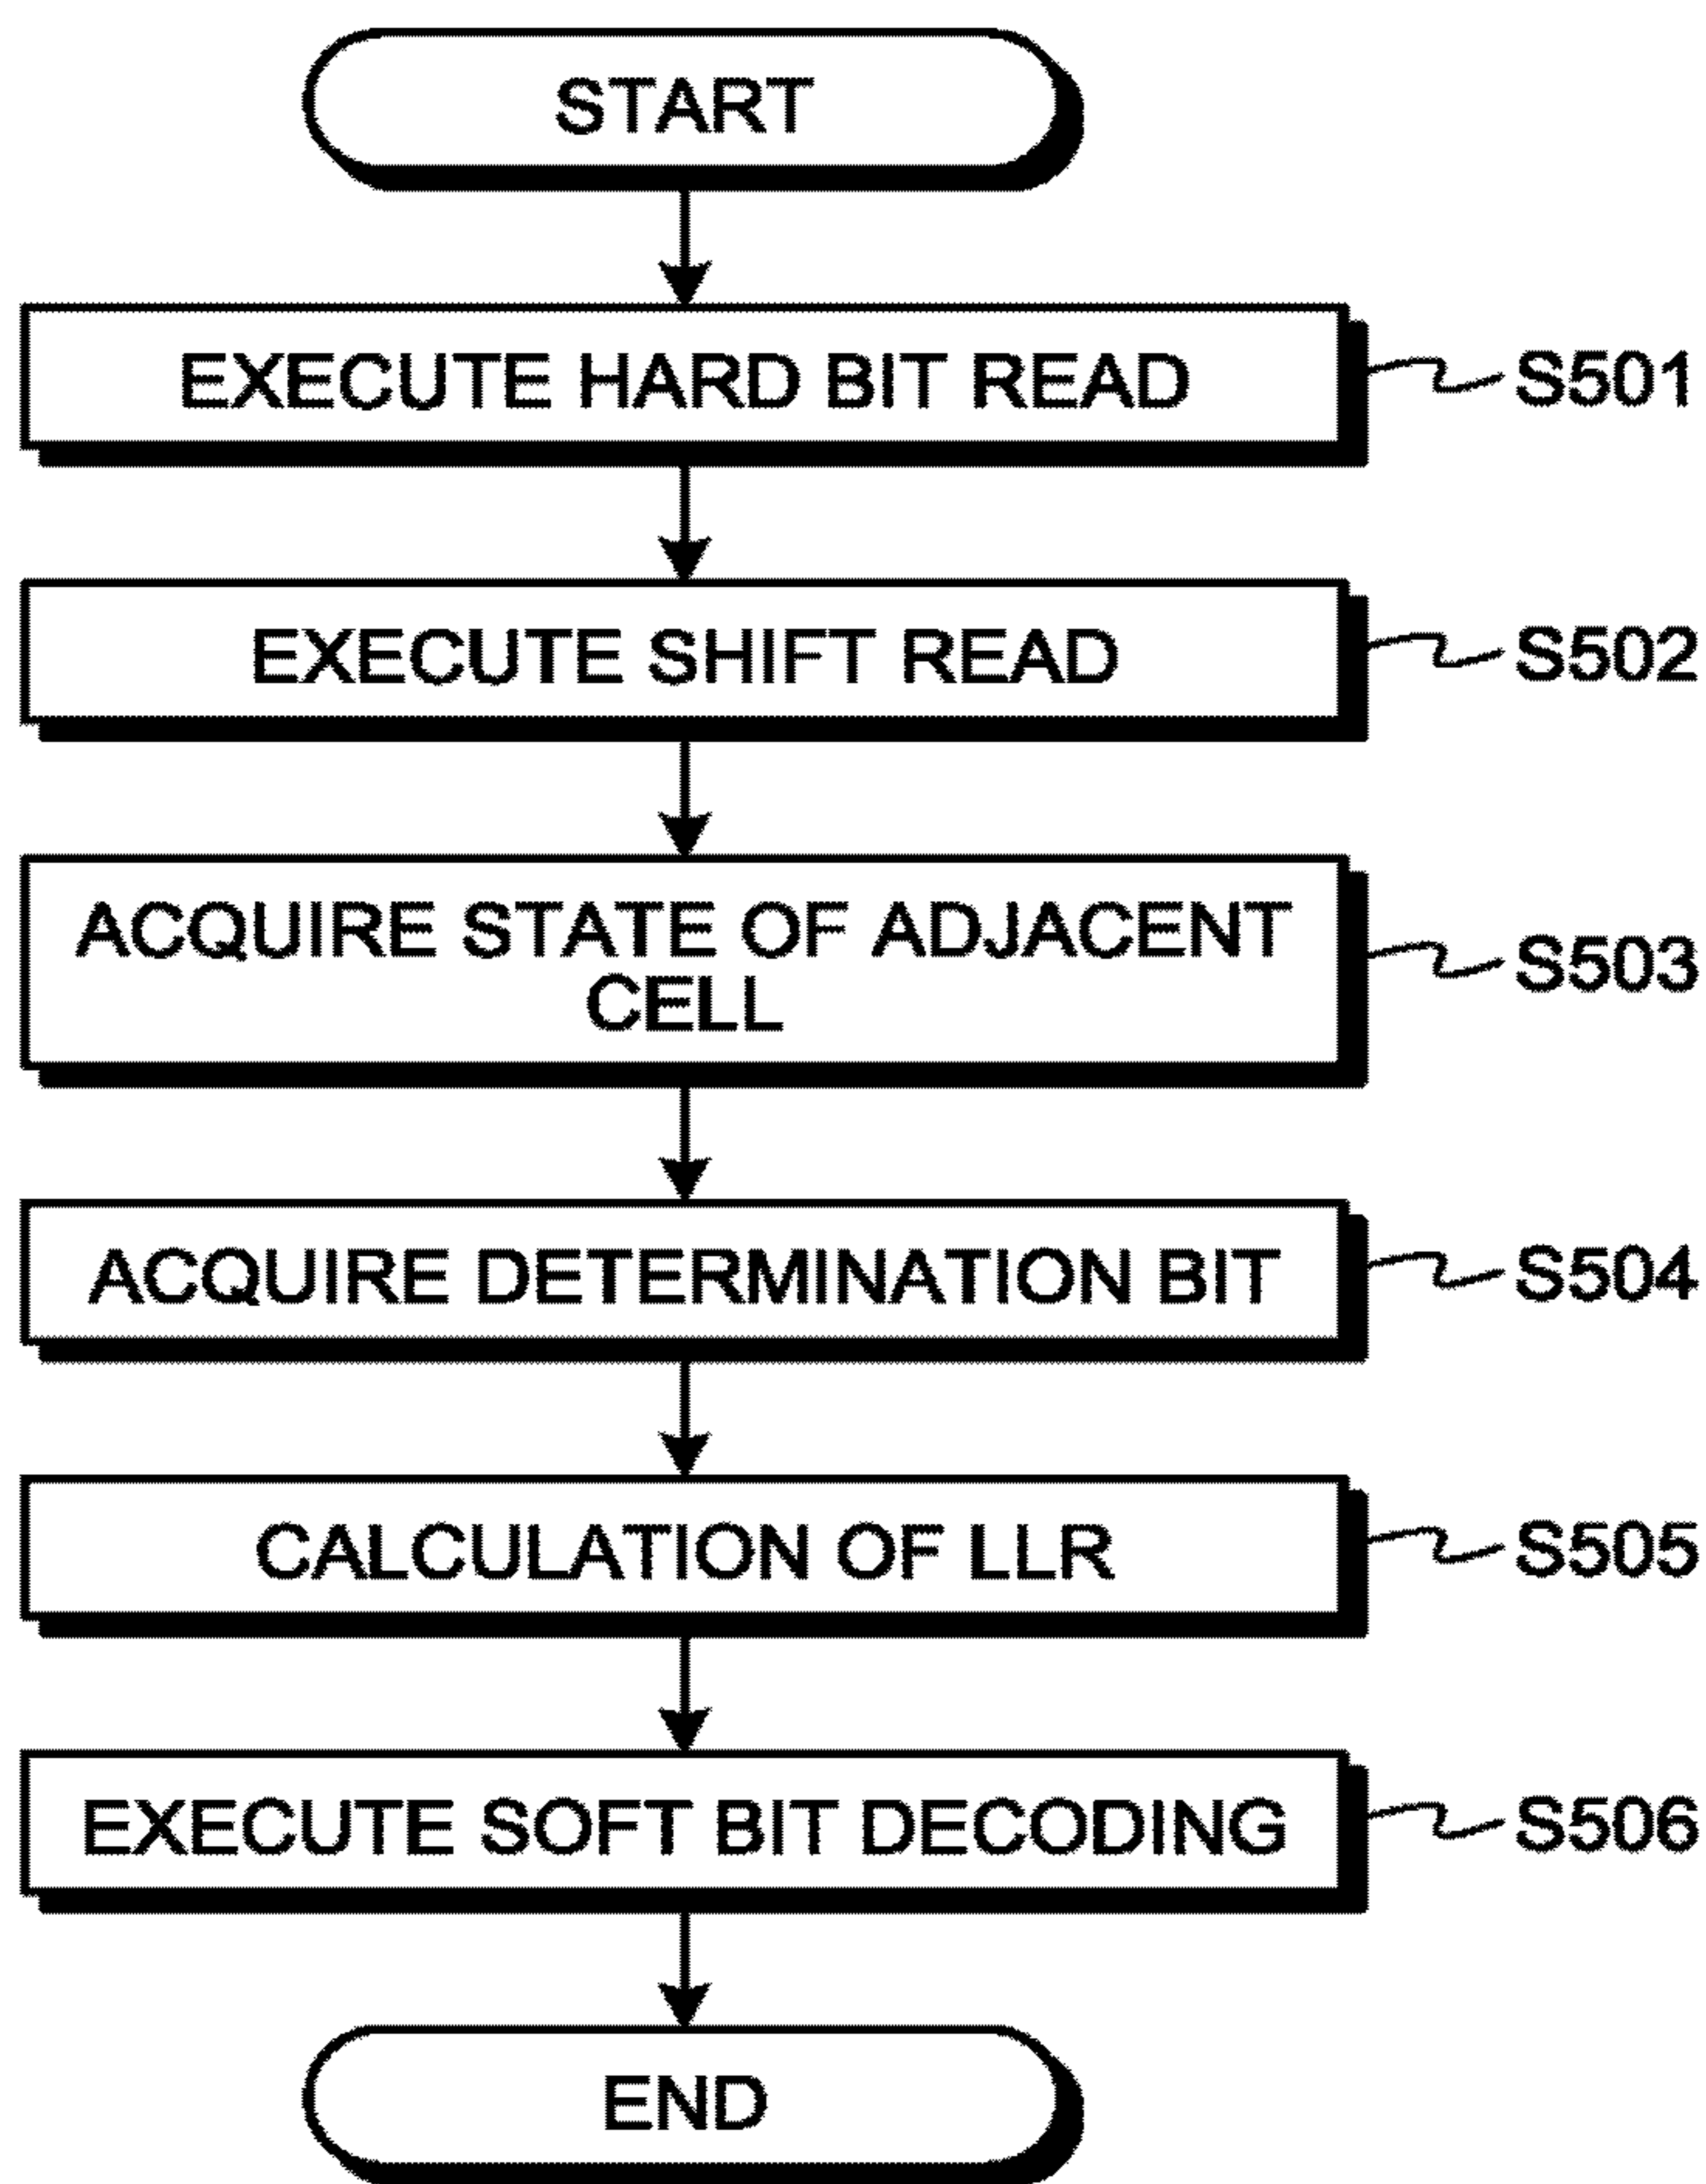 START
EXECUTE HARD BIT READ
S501
EXECUTE SHIFT READ
S502
ACQUIRE STATE OF ADJACENT
CELL
S503
ACQUIRE DETERMINATION BIT
S504
CALCULATION OF LLR
S505
EXECUTE SOFT BIT DECODING
S506
END